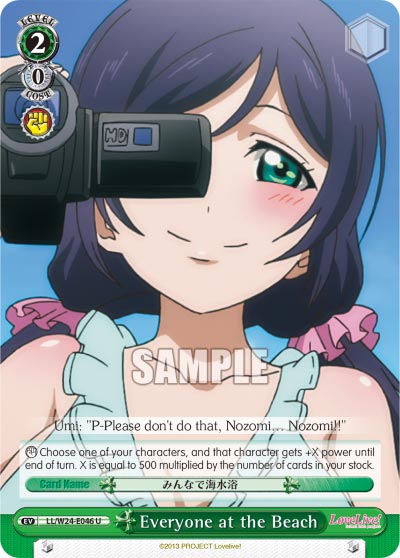 LEVEL
2
0
COST
HD
SAMPLE
Umi: "P-Please don't do that, Nozomi... Nozomi!!"
Choose one of your characters, and that character gets +X power until
end of turn. X is equal to 500 multiplied by the number of cards in your stock.
Card Name みんなで海水浴
EV LL/W24-E046 U Everyone at the Beach LoveLive!
©2013 PROJECT Lovelive!